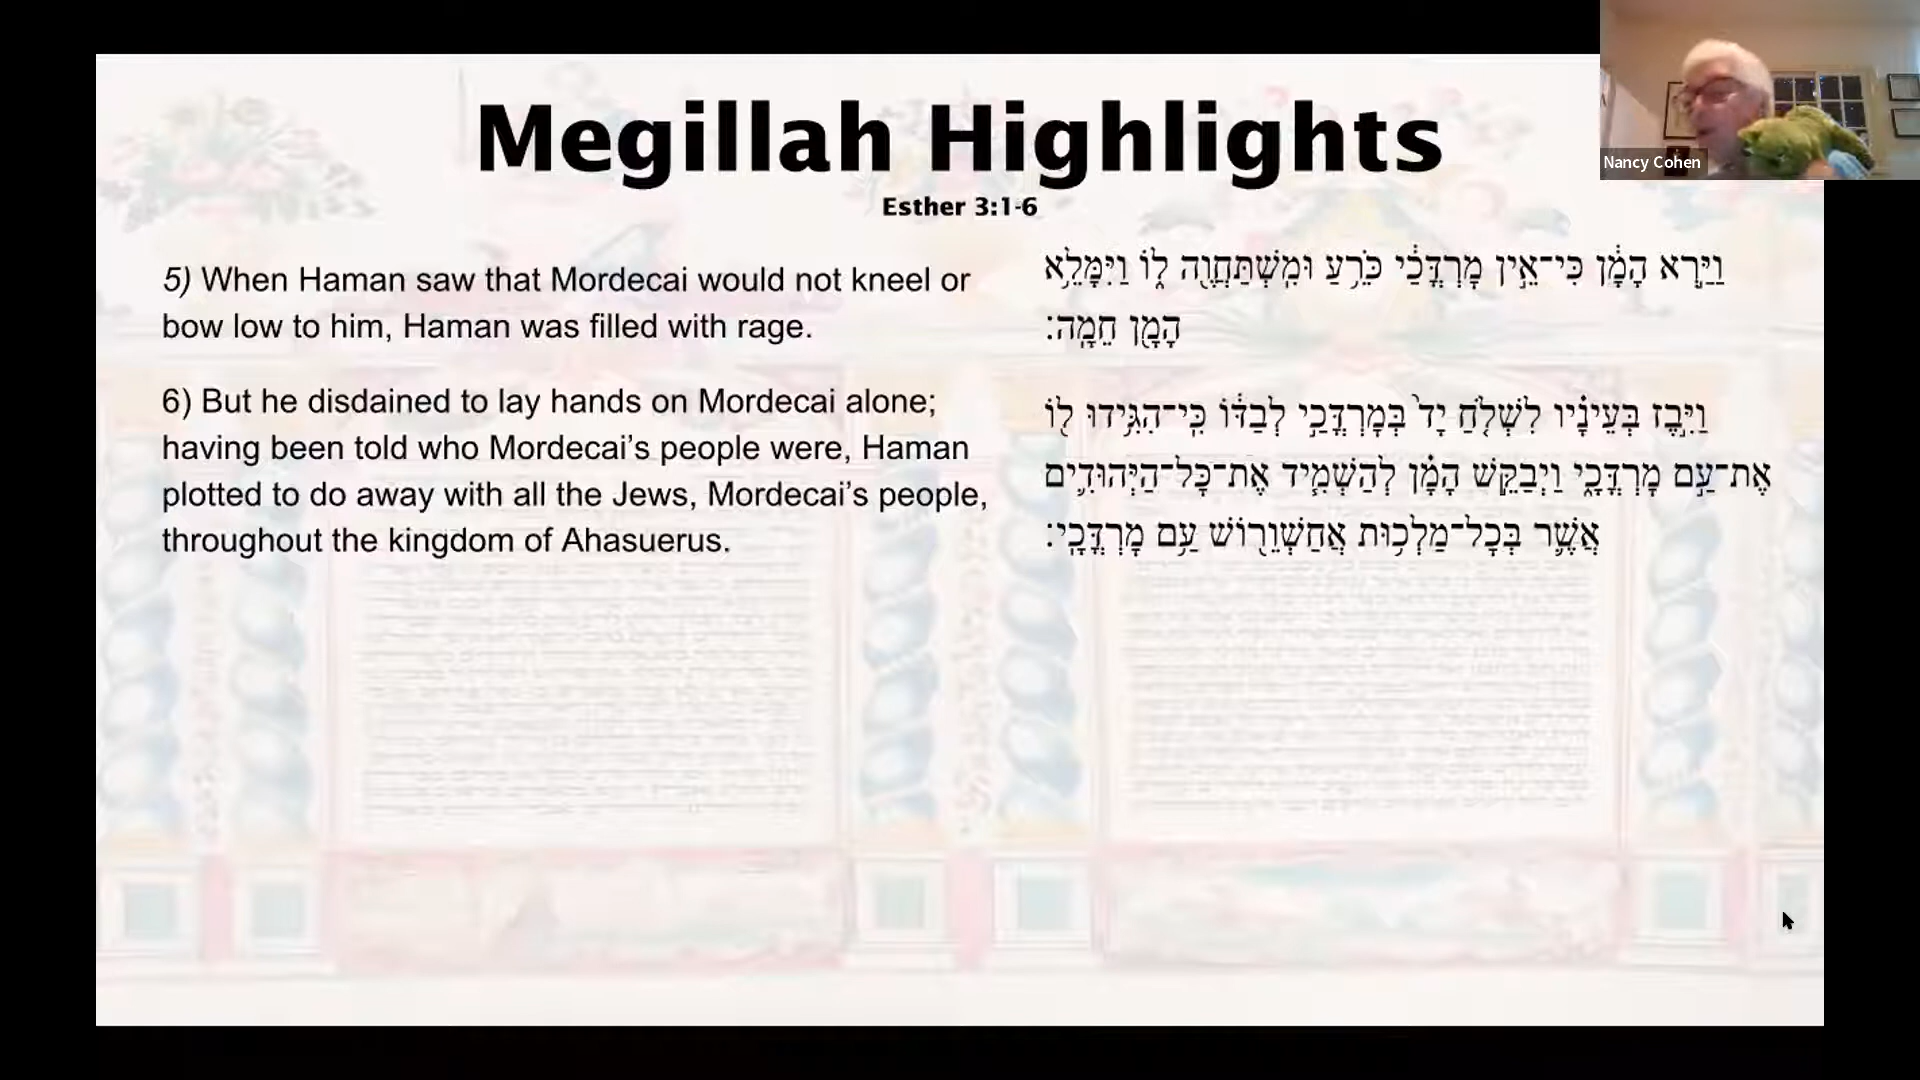 Megillah Highlights
Esther 3:1-6
5) When Haman saw that Mordecai would not kneel or
bow low to him, Haman was filled with rage.
6) But he disdained to lay hands on Mordecai alone;
having been told who Mordecai’s people were, Haman
plotted to do away with all the Jews, Mordecai’s people,
throughout the kingdom of Ahasuerus.
וַיַּ֣רְא הָמָ֔ן כִּי־אֵ֣ין מׇרְדֳּכַ֔י כֹּרֵ֥עַ וּמִֽשְׁתַּחֲוֶ֖ה ל֑וֹ וַיִּמָּלֵ֥א
הָמָ֖ן חֵמָֽה׃
וַיִּ֣בֶז בְּעֵינָ֗יו לִשְׁלֹ֤חַ יָד֙ בְּמׇרְדֳּכַ֣י לְבַדּ֔וֹ כִּֽי־הִגִּ֥ידוּ ל֖וֹ
אֶת־עַ֣ם מׇרְדֳּכָ֑י וַיְבַקֵּ֣שׁ הָמָ֗ן לְהַשְׁמִ֧יד אֶת־כׇּל־הַיְּהוּדִ֛ים
אֲשֶׁ֛ר בְּכׇל־מַלְכ֥וּת אֲחַשְׁוֵר֖וֹשׁ עַ֥ם מׇרְדֳּכָֽי׃
Nancy Cohen